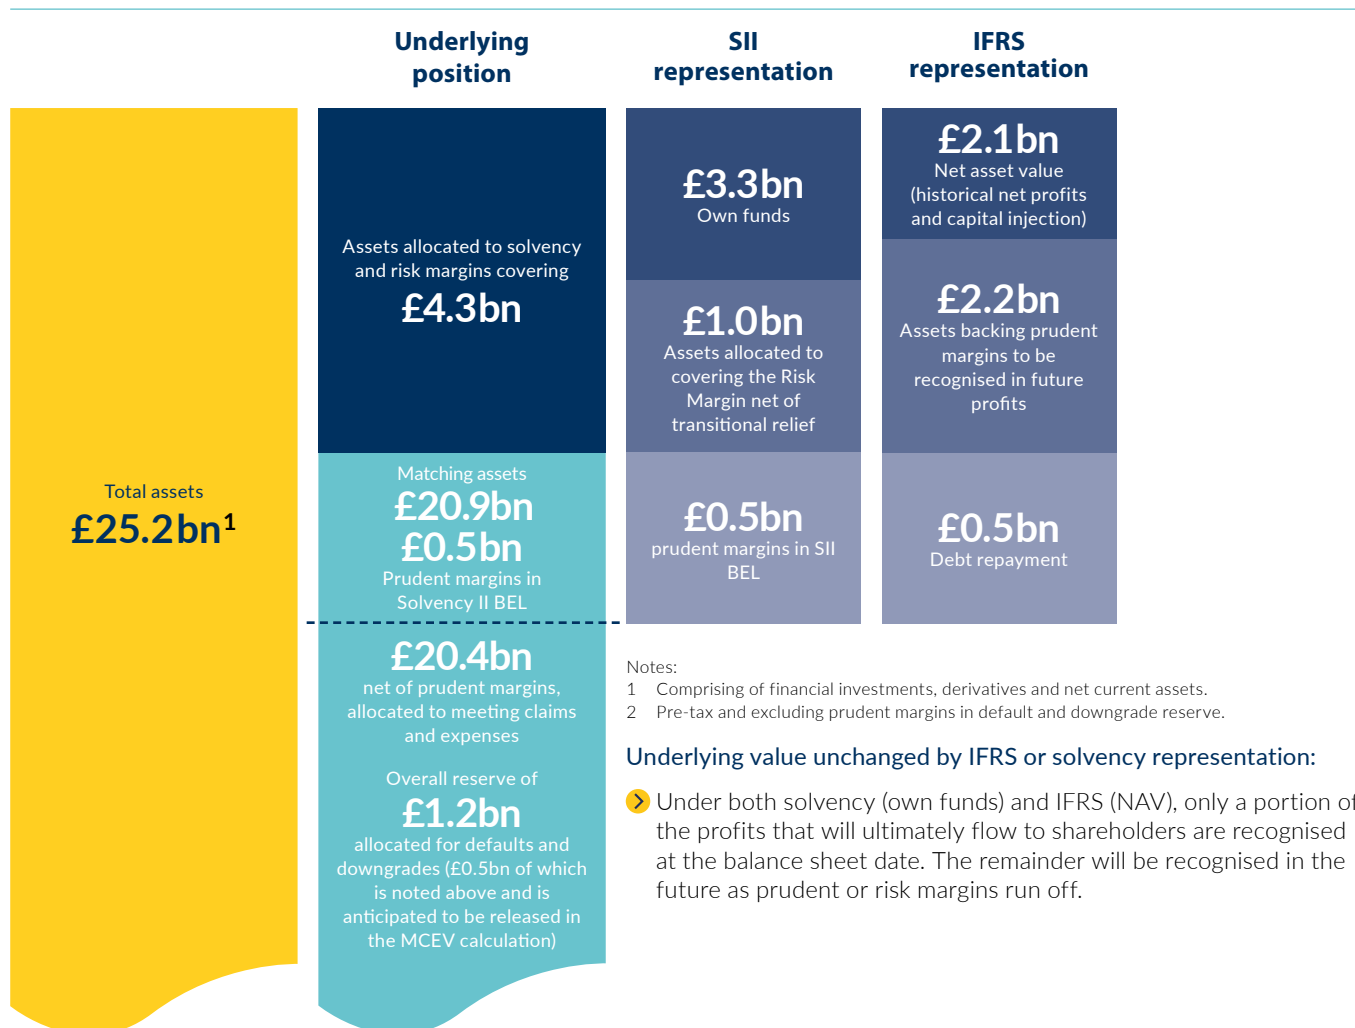 Underlying
position
SII
representation
IFRS
representation
Total assets
£25.2bn1
Assets allocated to solvency
and risk margins covering
£4.3bn
Matching assets
£20.9bn
£0.5bn
Prudent margins in
Solvency II BEL
£20.4bn
net of prudent margins,
allocated to meeting claims
and expenses
Overall reserve of
£1.2bn
allocated for defaults and
downgrades (£0.5bn of which
is noted above and is
anticipated to be released in
the MCEV calculation)
£3.3bn
Own funds
£1.0bn
Assets allocated to
covering the Risk
Margin net of
transitional relief
£0.5bn
prudent margins in SII
BEL
£2.1bn
Net asset value
(historical net profits
and capital injection)
£2.2bn
Assets backing prudent
margins to be
recognised in future
profits
£0.5bn
Debt repayment
Notes:
1 Comprising of financial investments, derivatives and net current assets.
2 Pre-tax and excluding prudent margins in default and downgrade reserve.
Underlying value unchanged by IFRS or solvency representation:
Under both solvency (own funds) and IFRS (NAV), only a portion of
the profits that will ultimately flow to shareholders are recognised
at the balance sheet date. The remainder will be recognised in the
future as prudent or risk margins run off.